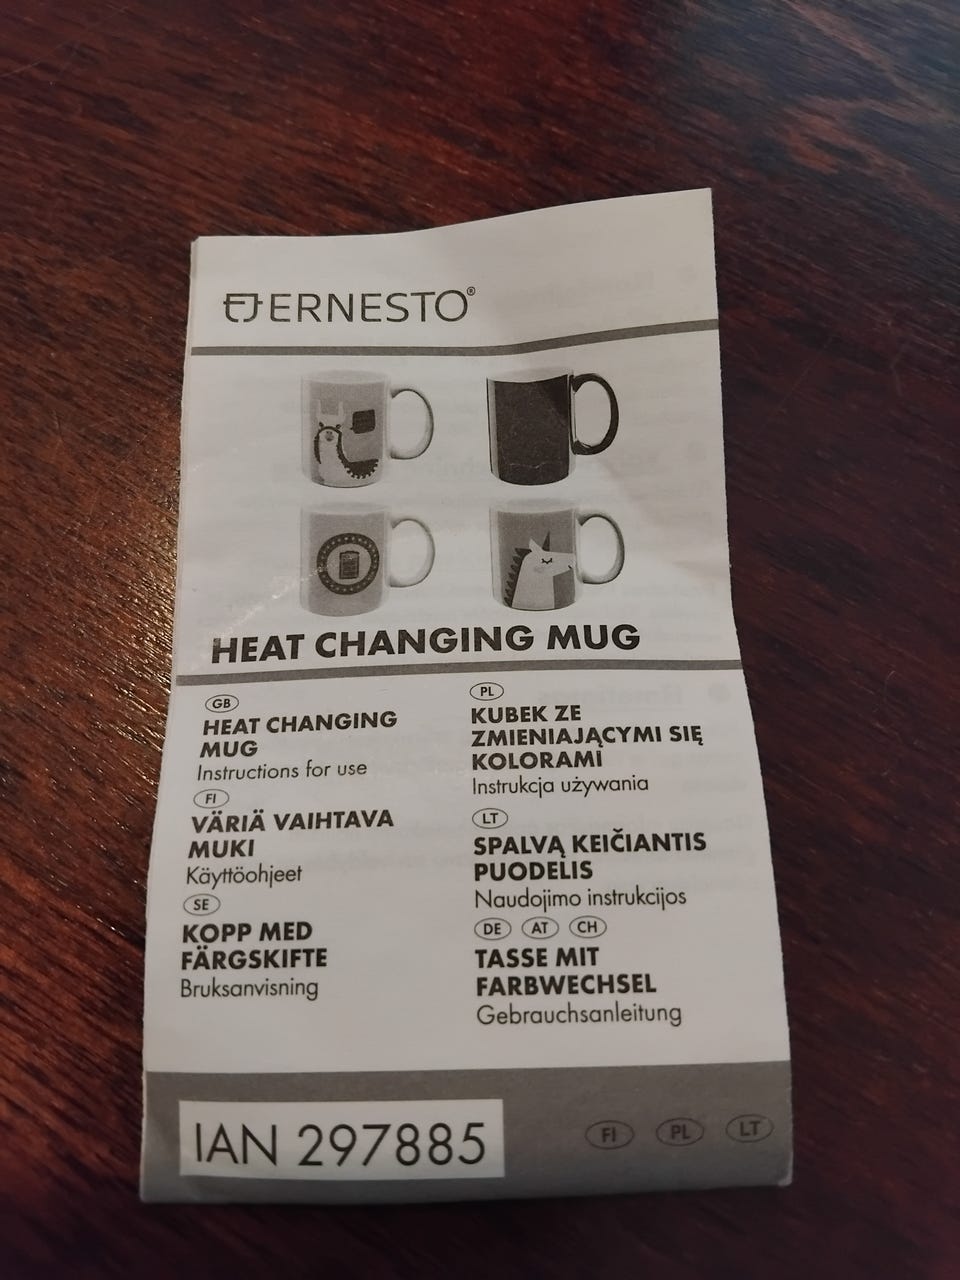 ERNESTO®
HEAT CHANGING MUG
GB
HEAT CHANGING
MUG
Instructions for use
FI
VÄRIÄ VAIHTAVA
MUKI
Käyttöohjeet
SE
KOPP MED
FÄRGSKIFTE
Bruksanvisning
PL
KUBEK ZE
ZMIENIAJĄCYMI SIĘ
KOLORAMI
Instrukcja używania
LT
SPALVĄ KEIČIANTIS
PUODELIS
Naudojimo instrukcijos
DE AT CH
TASSE MIT
FARBWECHSEL
Gebrauchsanleitung
IAN 297885
FI PL LT